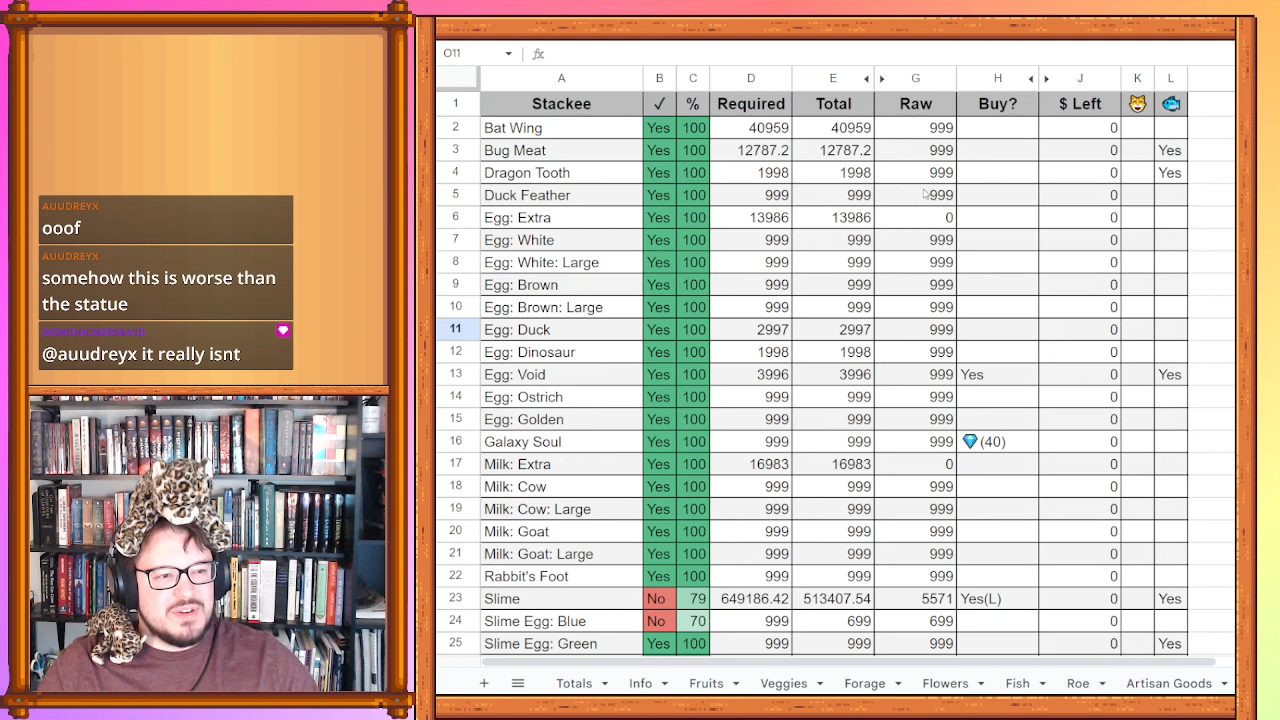 AUUDREYX
ooof
AUUDREYX
somehow this is worse than
the statue
@auudreyx it really isnt
O11 fx
A B C D E G H J K L
1 Stackee ✓ % Required Total Raw Buy? $ Left 😸 🐟
2 Bat Wing Yes 100 40959 40959 999 0
3 Bug Meat Yes 100 12787.2 12787.2 999 0 Yes
4 Dragon Tooth Yes 100 1998 1998 999 0 Yes
5 Duck Feather Yes 100 999 999 999 0
6 Egg: Extra Yes 100 13986 13986 0 0
7 Egg: White Yes 100 999 999 999 0
8 Egg: White: Large Yes 100 999 999 999 0
9 Egg: Brown Yes 100 999 999 999 0
10 Egg: Brown: Large Yes 100 999 999 999 0
11 Egg: Duck Yes 100 2997 2997 999 0
12 Egg: Dinosaur Yes 100 1998 1998 999 0
13 Egg: Void Yes 100 3996 3996 999 Yes 0 Yes
14 Egg: Ostrich Yes 100 999 999 999 0
15 Egg: Golden Yes 100 999 999 999 0
16 Galaxy Soul Yes 100 999 999 999 💎(40) 0
17 Milk: Extra Yes 100 16983 16983 0 0
18 Milk: Cow Yes 100 999 999 999 0
19 Milk: Cow: Large Yes 100 999 999 999 0
20 Milk: Goat Yes 100 999 999 999 0
21 Milk: Goat: Large Yes 100 999 999 999 0
22 Rabbit's Foot Yes 100 999 999 999 0
23 Slime No 79 649186.42 513407.54 5571 Yes(L) 0 Yes
24 Slime Egg: Blue No 70 999 699 699 0
25 Slime Egg: Green Yes 100 999 999 999 0 Yes
+ Totals Info Fruits Veggies Forage Flowers Fish Roe Artisan Goods